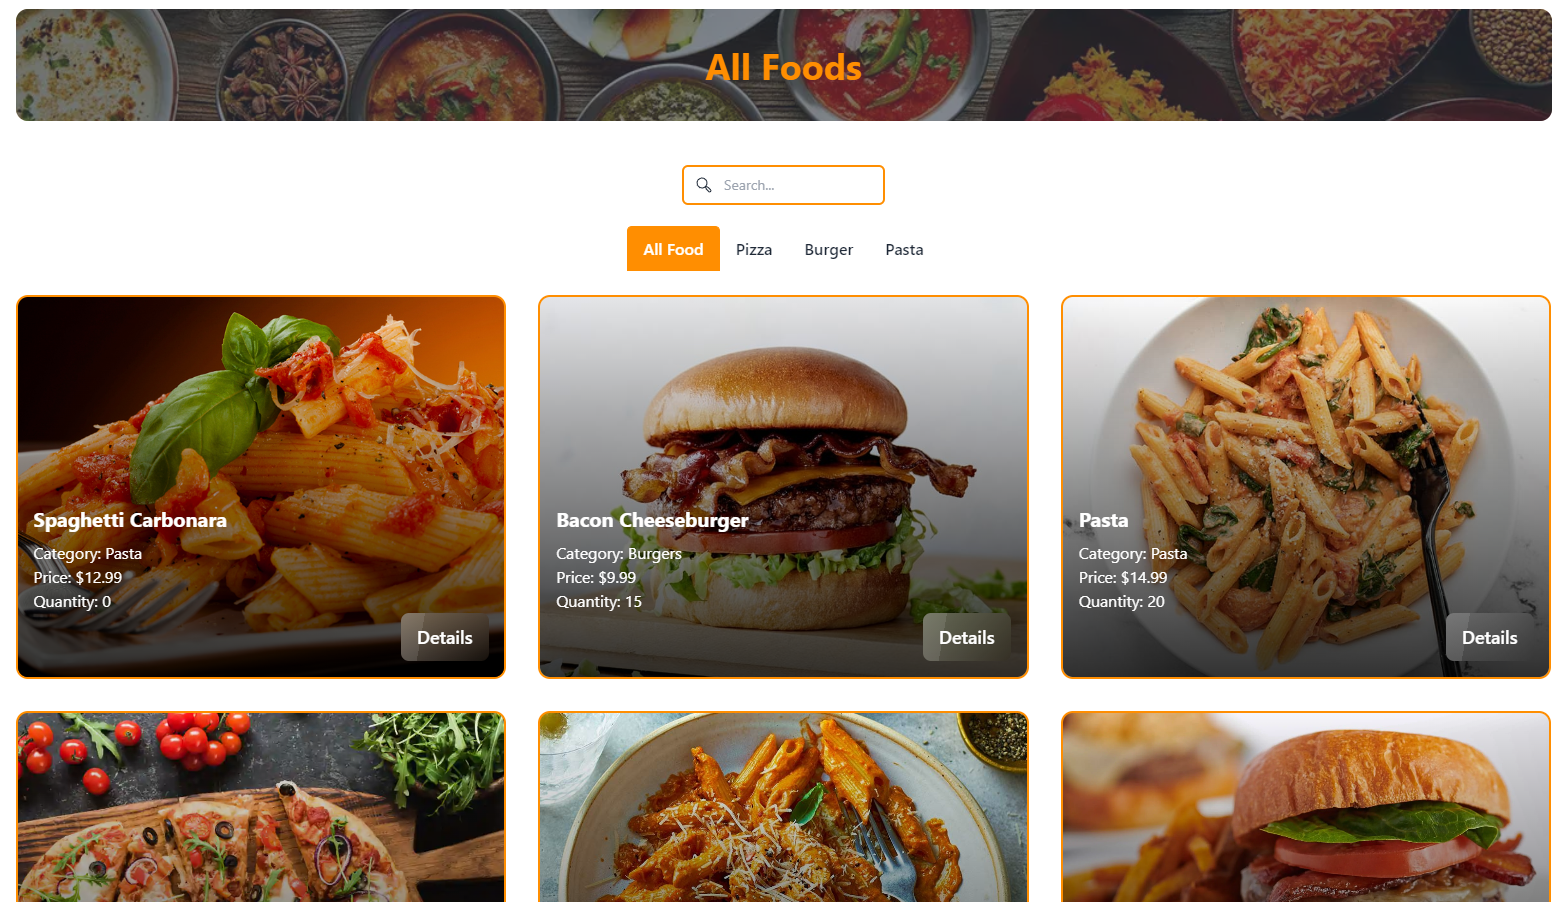 All Foods
Search...
All Food Pizza Burger Pasta
Spaghetti Carbonara
Category: Pasta
Price: $12.99
Quantity: 0
Details
Bacon Cheeseburger
Category: Burgers
Price: $9.99
Quantity: 15
Details
Pasta
Category: Pasta
Price: $14.99
Quantity: 20
Details